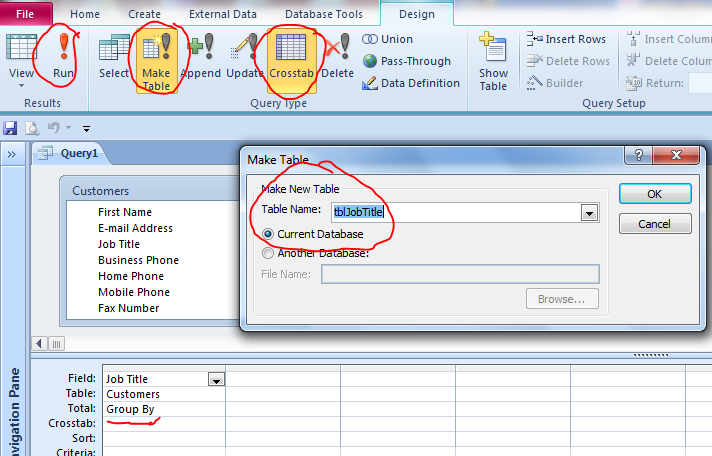 File Home Create External Data Database Tools Design
View Run Select Make Table Append Update Crosstab Delete
Union
Pass-Through
Data Definition
Show Table
Insert Rows
Delete Rows
Builder
Insert Colum
Delete Colu
Return:
Results Query Type Query Setup
Query1
Customers
First Name
E-mail Address
Job Title
Business Phone
Home Phone
Mobile Phone
Fax Number
Make Table
Make New Table
Table Name: tblJobTitle
Current Database
Another Database:
File Name:
Browse...
OK
Cancel
Field: Job Title
Table: Customers
Total: Group By
Crosstab:
Sort:
Criteria:
avigation Pane